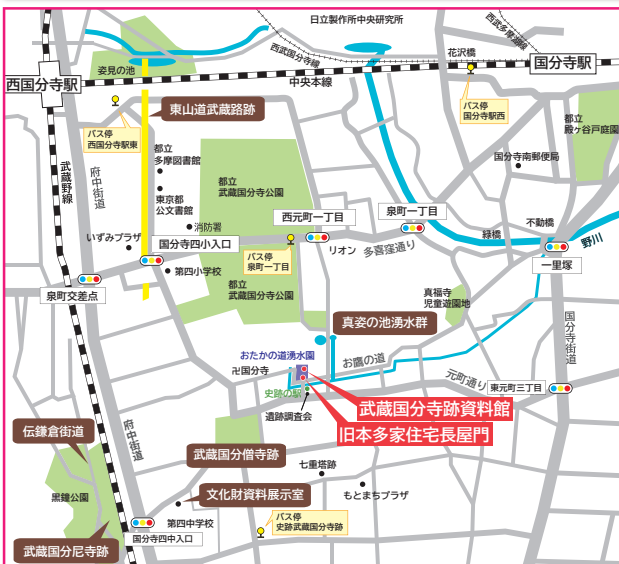 日立製作所中央研究所
西武多摩湖線
西武国分寺線
花沢橋
国分寺駅
姿見の池
西国分寺駅
中央本線
バス停
国分寺駅西
東山道武蔵路跡
バス停
西国分寺駅東
都立
殿ヶ谷戸庭園
都立
多摩図書館
国分寺南郵便局
武蔵野線
府中街道
都立
武蔵国分寺公園
東京都
公文書館
消防署
西元町一丁目
泉町一丁目
不動橋
緑橋
野川
いずみプラザ
国分寺四小入口
リオン
多喜窪通り
バス停
泉町一丁目
一里塚
第四小学校
泉町交差点
都立
武蔵国分寺公園
真福寺
児童遊園地
国分寺街道
真姿の池湧水群
おたかの道湧水園
お鷹の道
卍国分寺
元町通り
東元町三丁目
史跡の駅
武蔵国分寺跡資料館
遺跡調査会
旧本多家住宅長屋門
伝鎌倉街道
府中街道
武蔵国分僧寺跡
七重塔跡
黒鐘公園
文化財資料展示室
もとまちプラザ
第四中学校
バス停
史跡武蔵国分寺跡
国分寺四中入口
武蔵国分尼寺跡